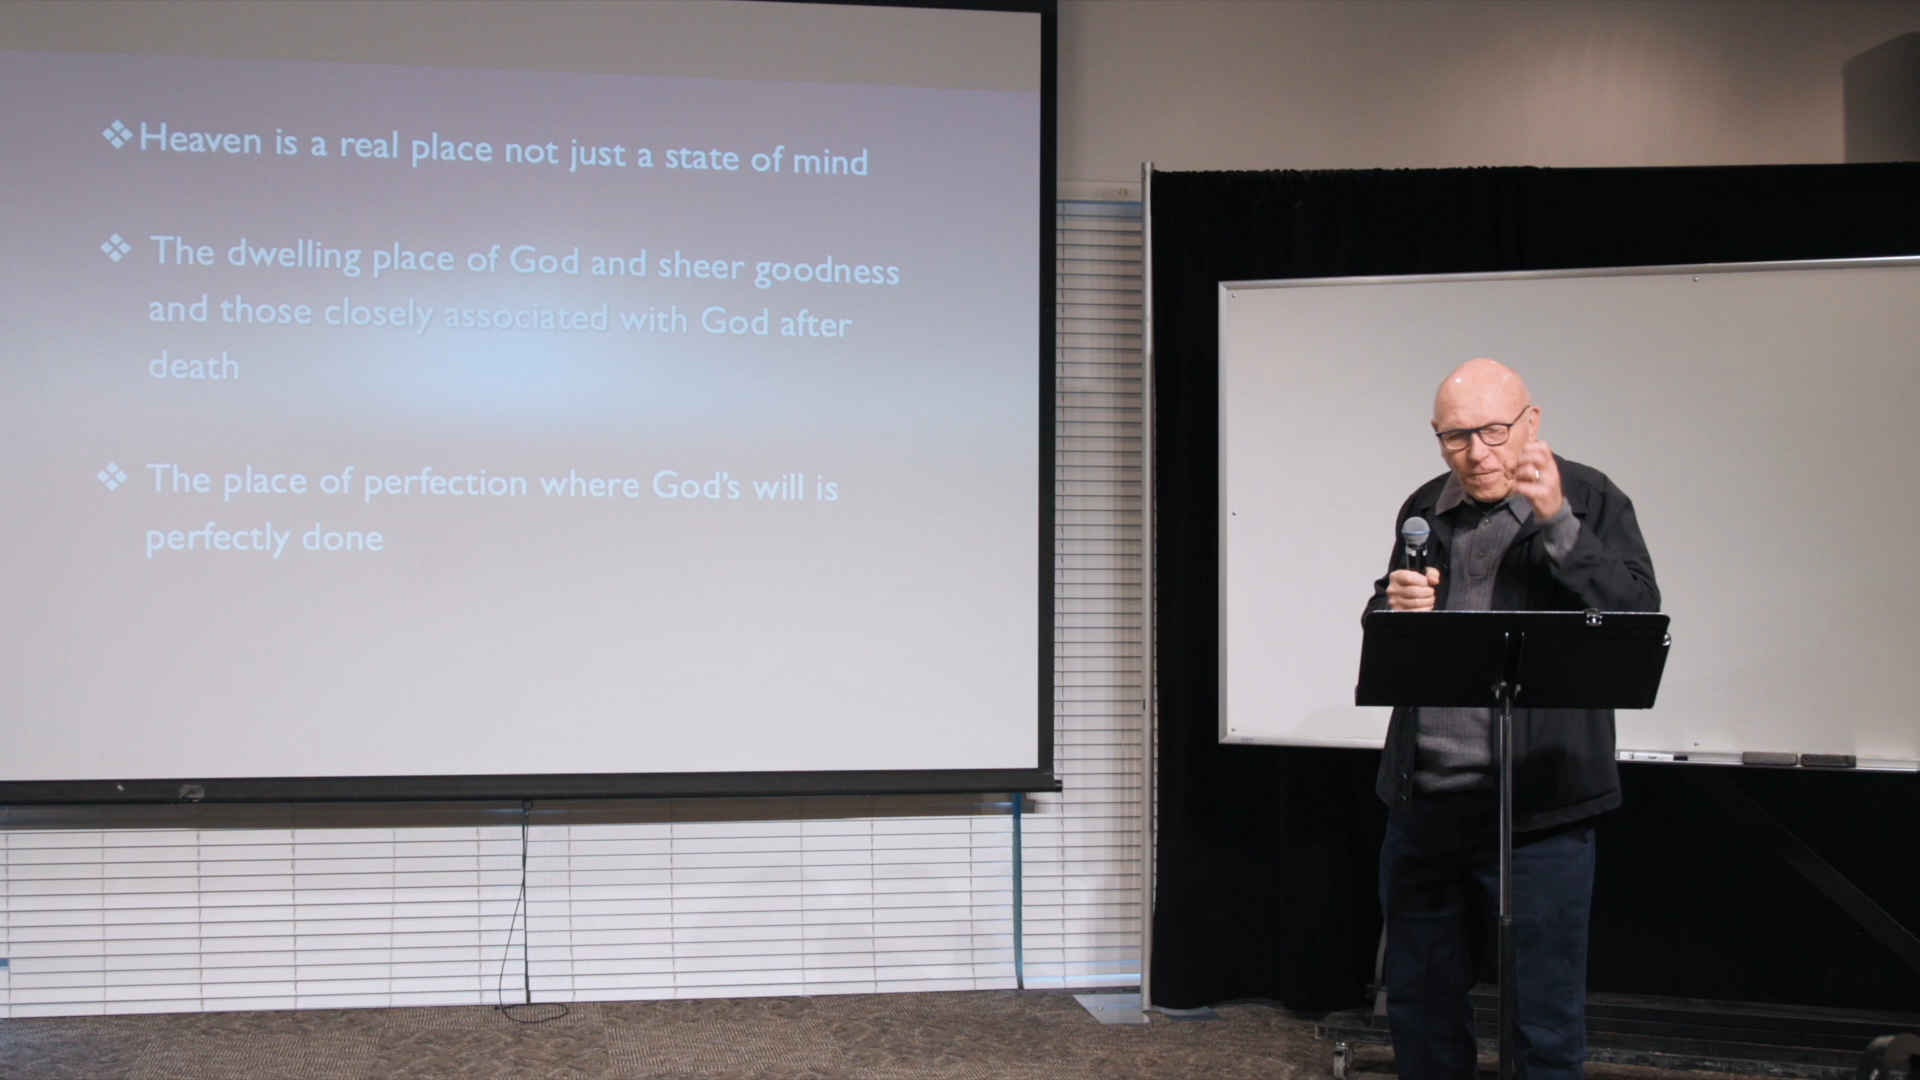 ❖Heaven is a real place not just a state of mind
❖ The dwelling place of God and sheer goodness
and those closely associated with God after
death
❖ The place of perfection where God's will is
perfectly done